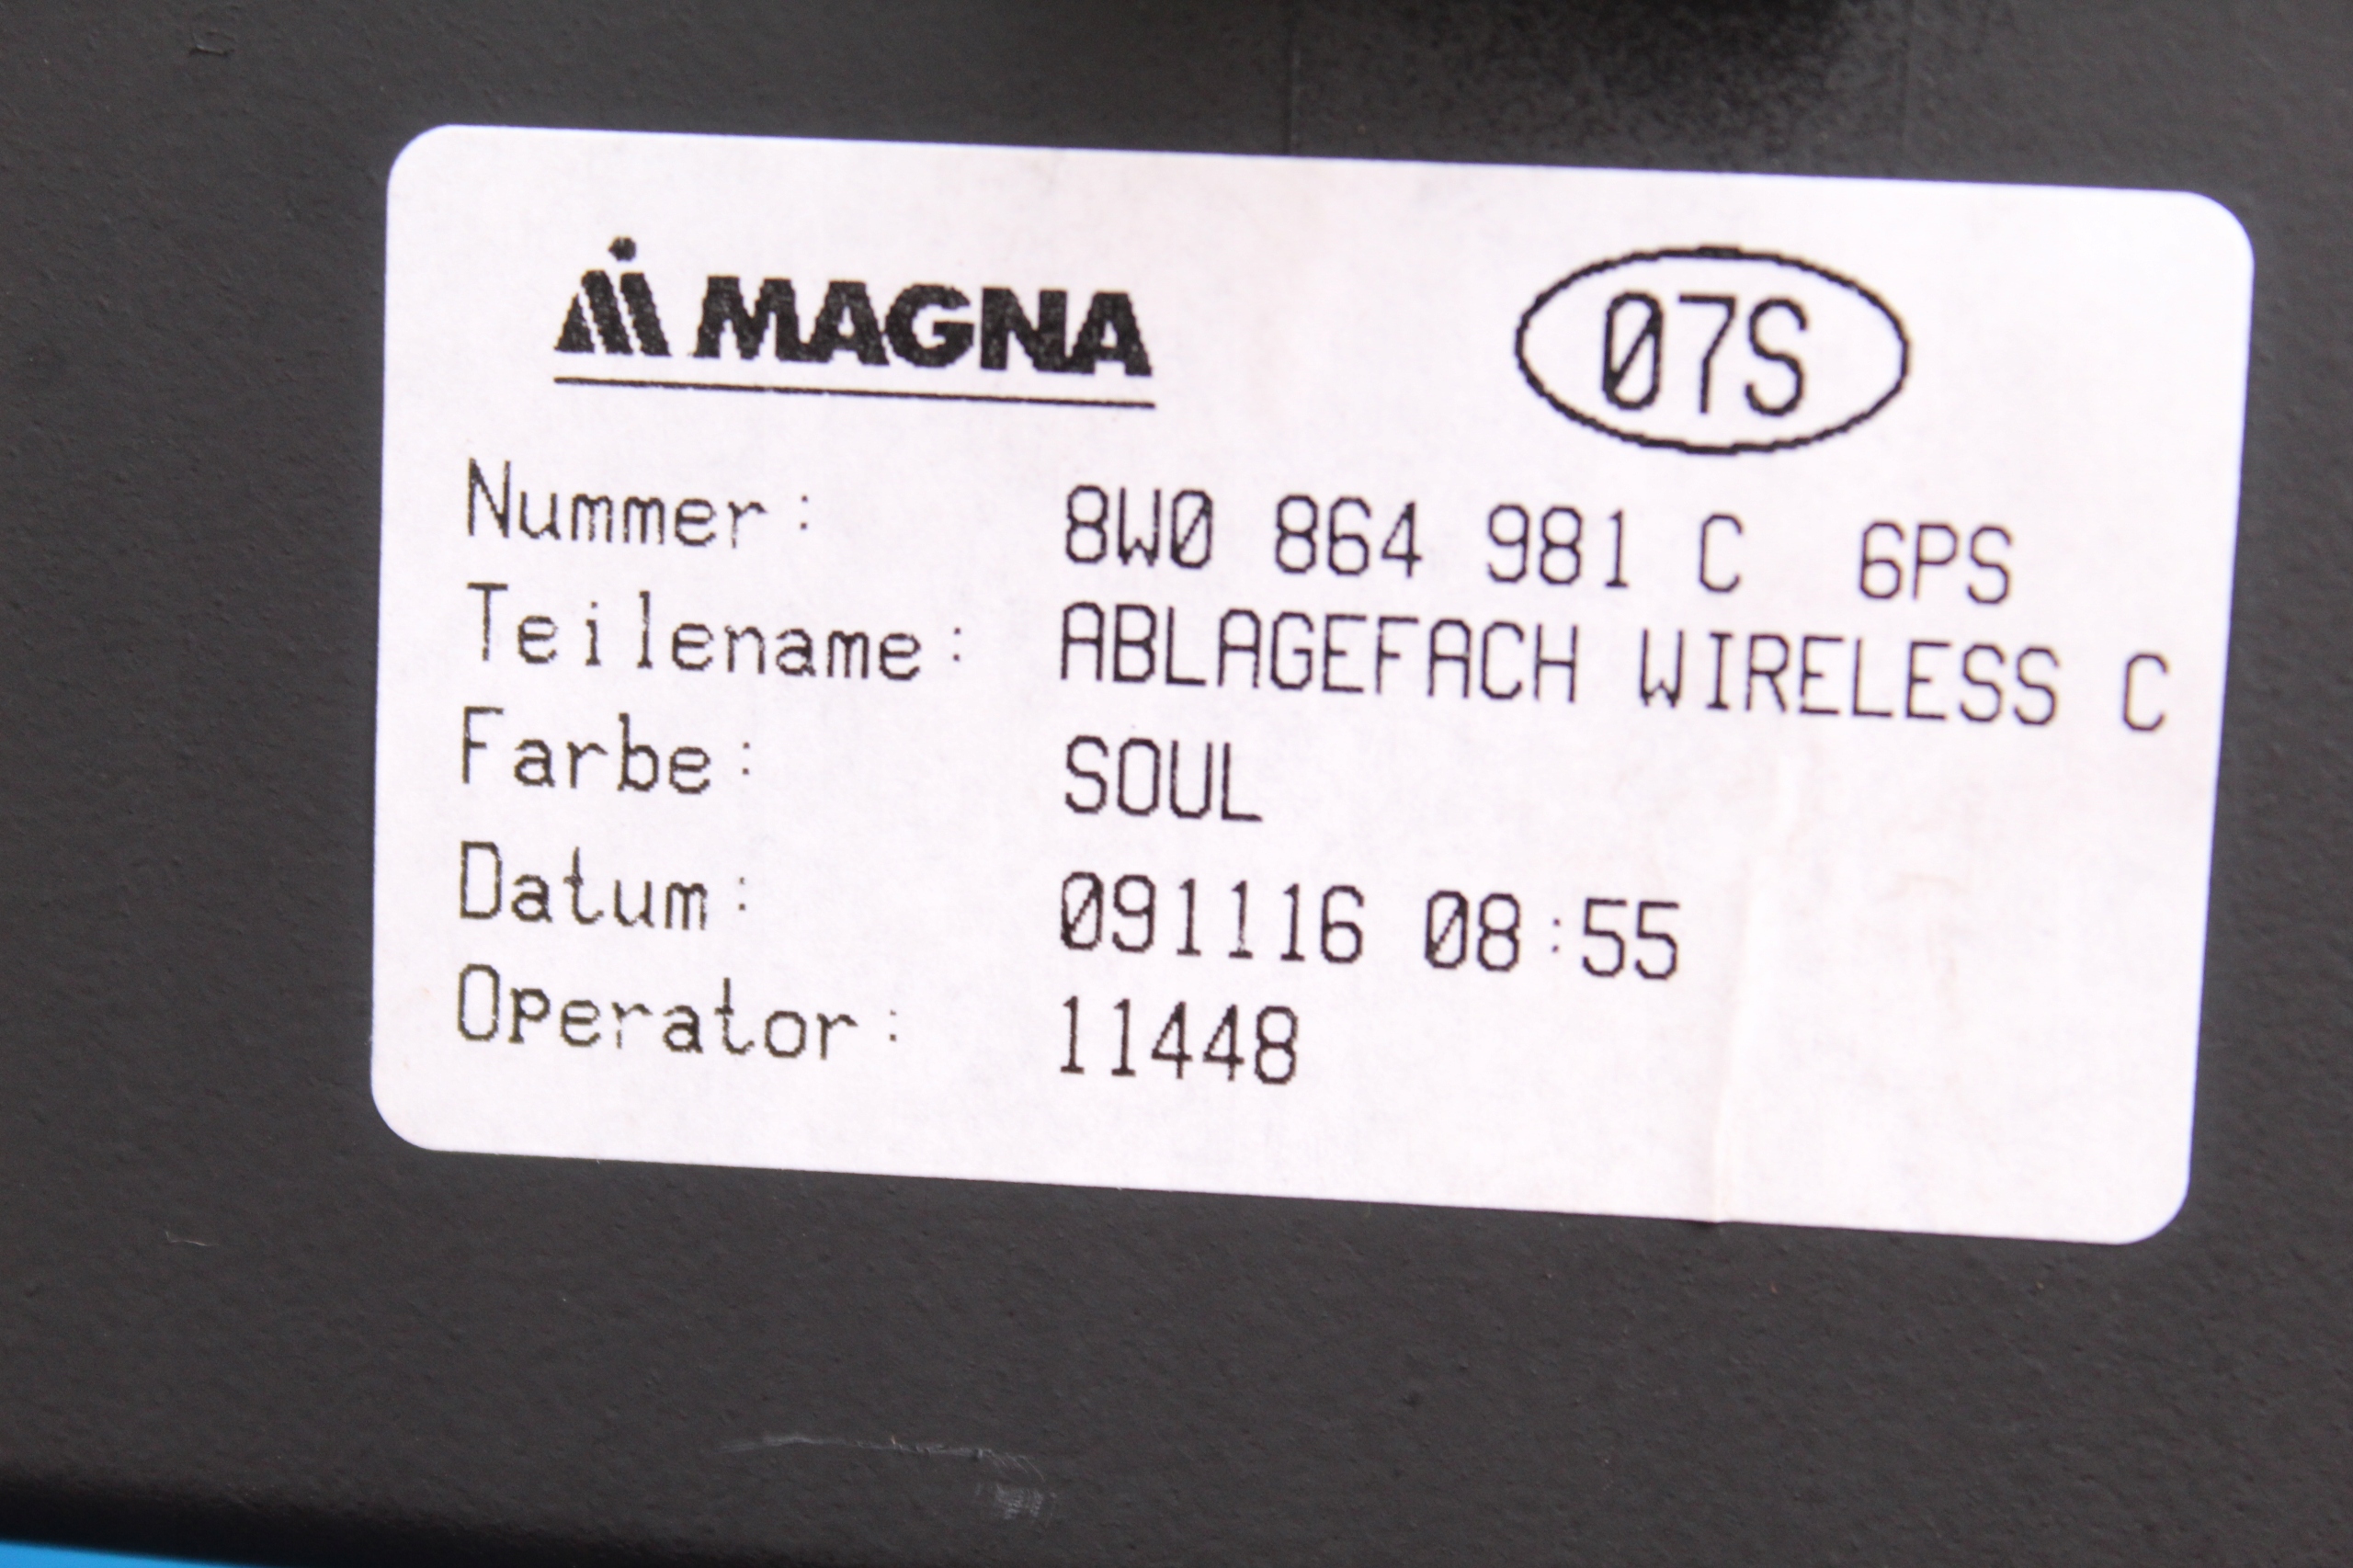 MAGNA
07S
Nummer: 8W0 864 981 C 6PS
Teilename: ABLAGEFACH WIRELESS C
Farbe: SOUL
Datum: 091116 08:55
Operator: 11448